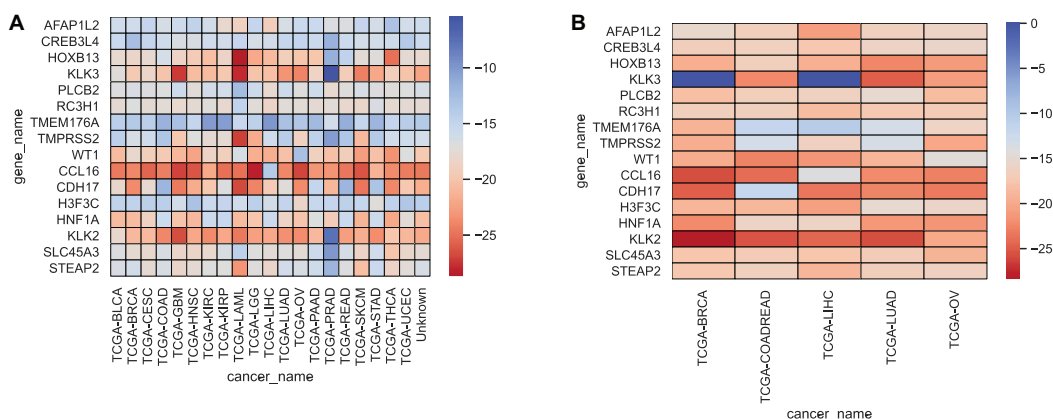 A
AFAP1L2
CREB3L4
HOXB13
KLK3
PLCB2
RC3H1
TMEM176A
TMPRSS2
WT1
CCL16
CDH17
H3F3C
HNF1A
KLK2
SLC45A3
STEAP2
gene_name
TCGA-BLCA
TCGA-BRCA
TCGA-CESC
TCGA-COAD
TCGA-GBM
TCGA-HNSC
TCGA-KIRC
TCGA-KIRP
TCGA-LAML
TCGA-LGG
TCGA-LIHC
TCGA-LUAD
TCGA-OV
TCGA-PAAD
TCGA-PRAD
TCGA-READ
TCGA-SKCM
TCGA-STAD
TCGA-THCA
TCGA-UCEC
Unknown
cancer_name
−10
−15
−20
−25
B
AFAP1L2
CREB3L4
HOXB13
KLK3
PLCB2
RC3H1
TMEM176A
TMPRSS2
WT1
CCL16
CDH17
H3F3C
HNF1A
KLK2
SLC45A3
STEAP2
gene_name
TCGA-BRCA
TCGA-COADREAD
TCGA-LIHC
TCGA-LUAD
TCGA-OV
cancer_name
0
−5
−10
−15
−20
−25